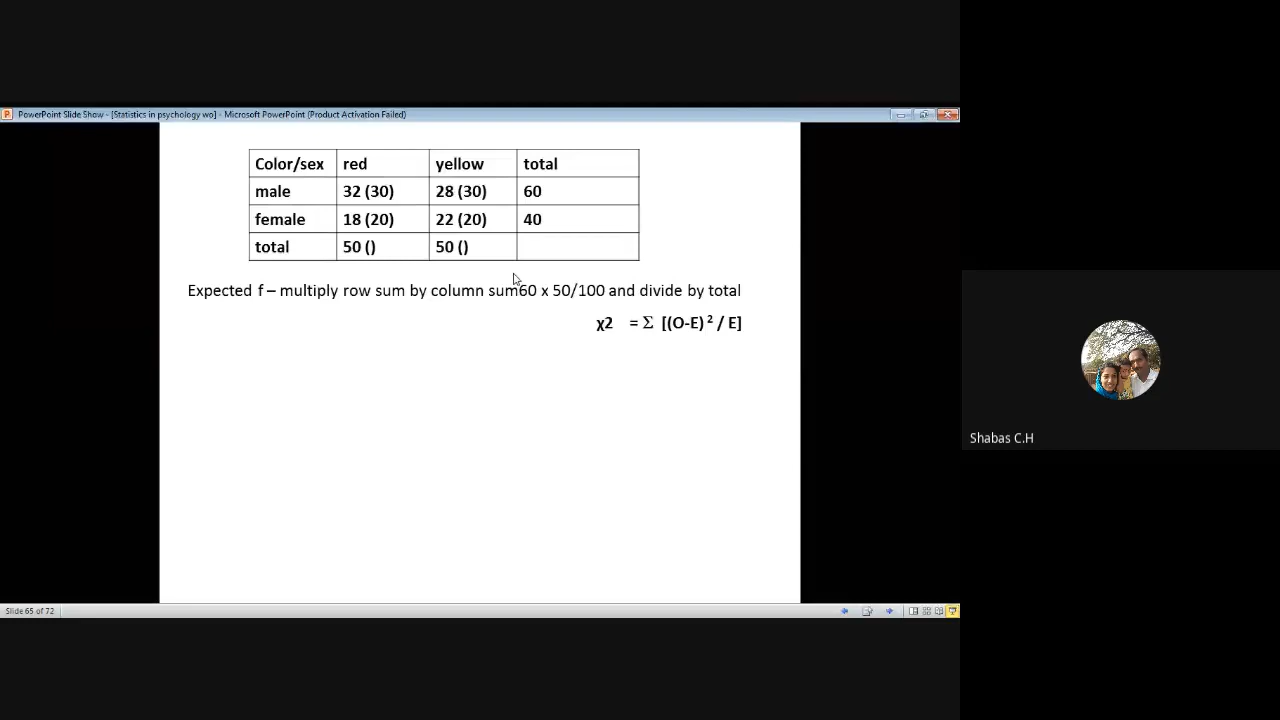 PowerPoint Slide Show - [Statistics in psychology wo] - Microsoft PowerPoint (Product Activation Failed)
Color/sex red yellow total
male 32 (30) 28 (30) 60
female 18 (20) 22 (20) 40
total 50 () 50 ()
Expected f – multiply row sum by column sum60 x 50/100 and divide by total
χ2 = Σ [(O-E) ² / E]
Shabas C.H
Slide 65 of 72